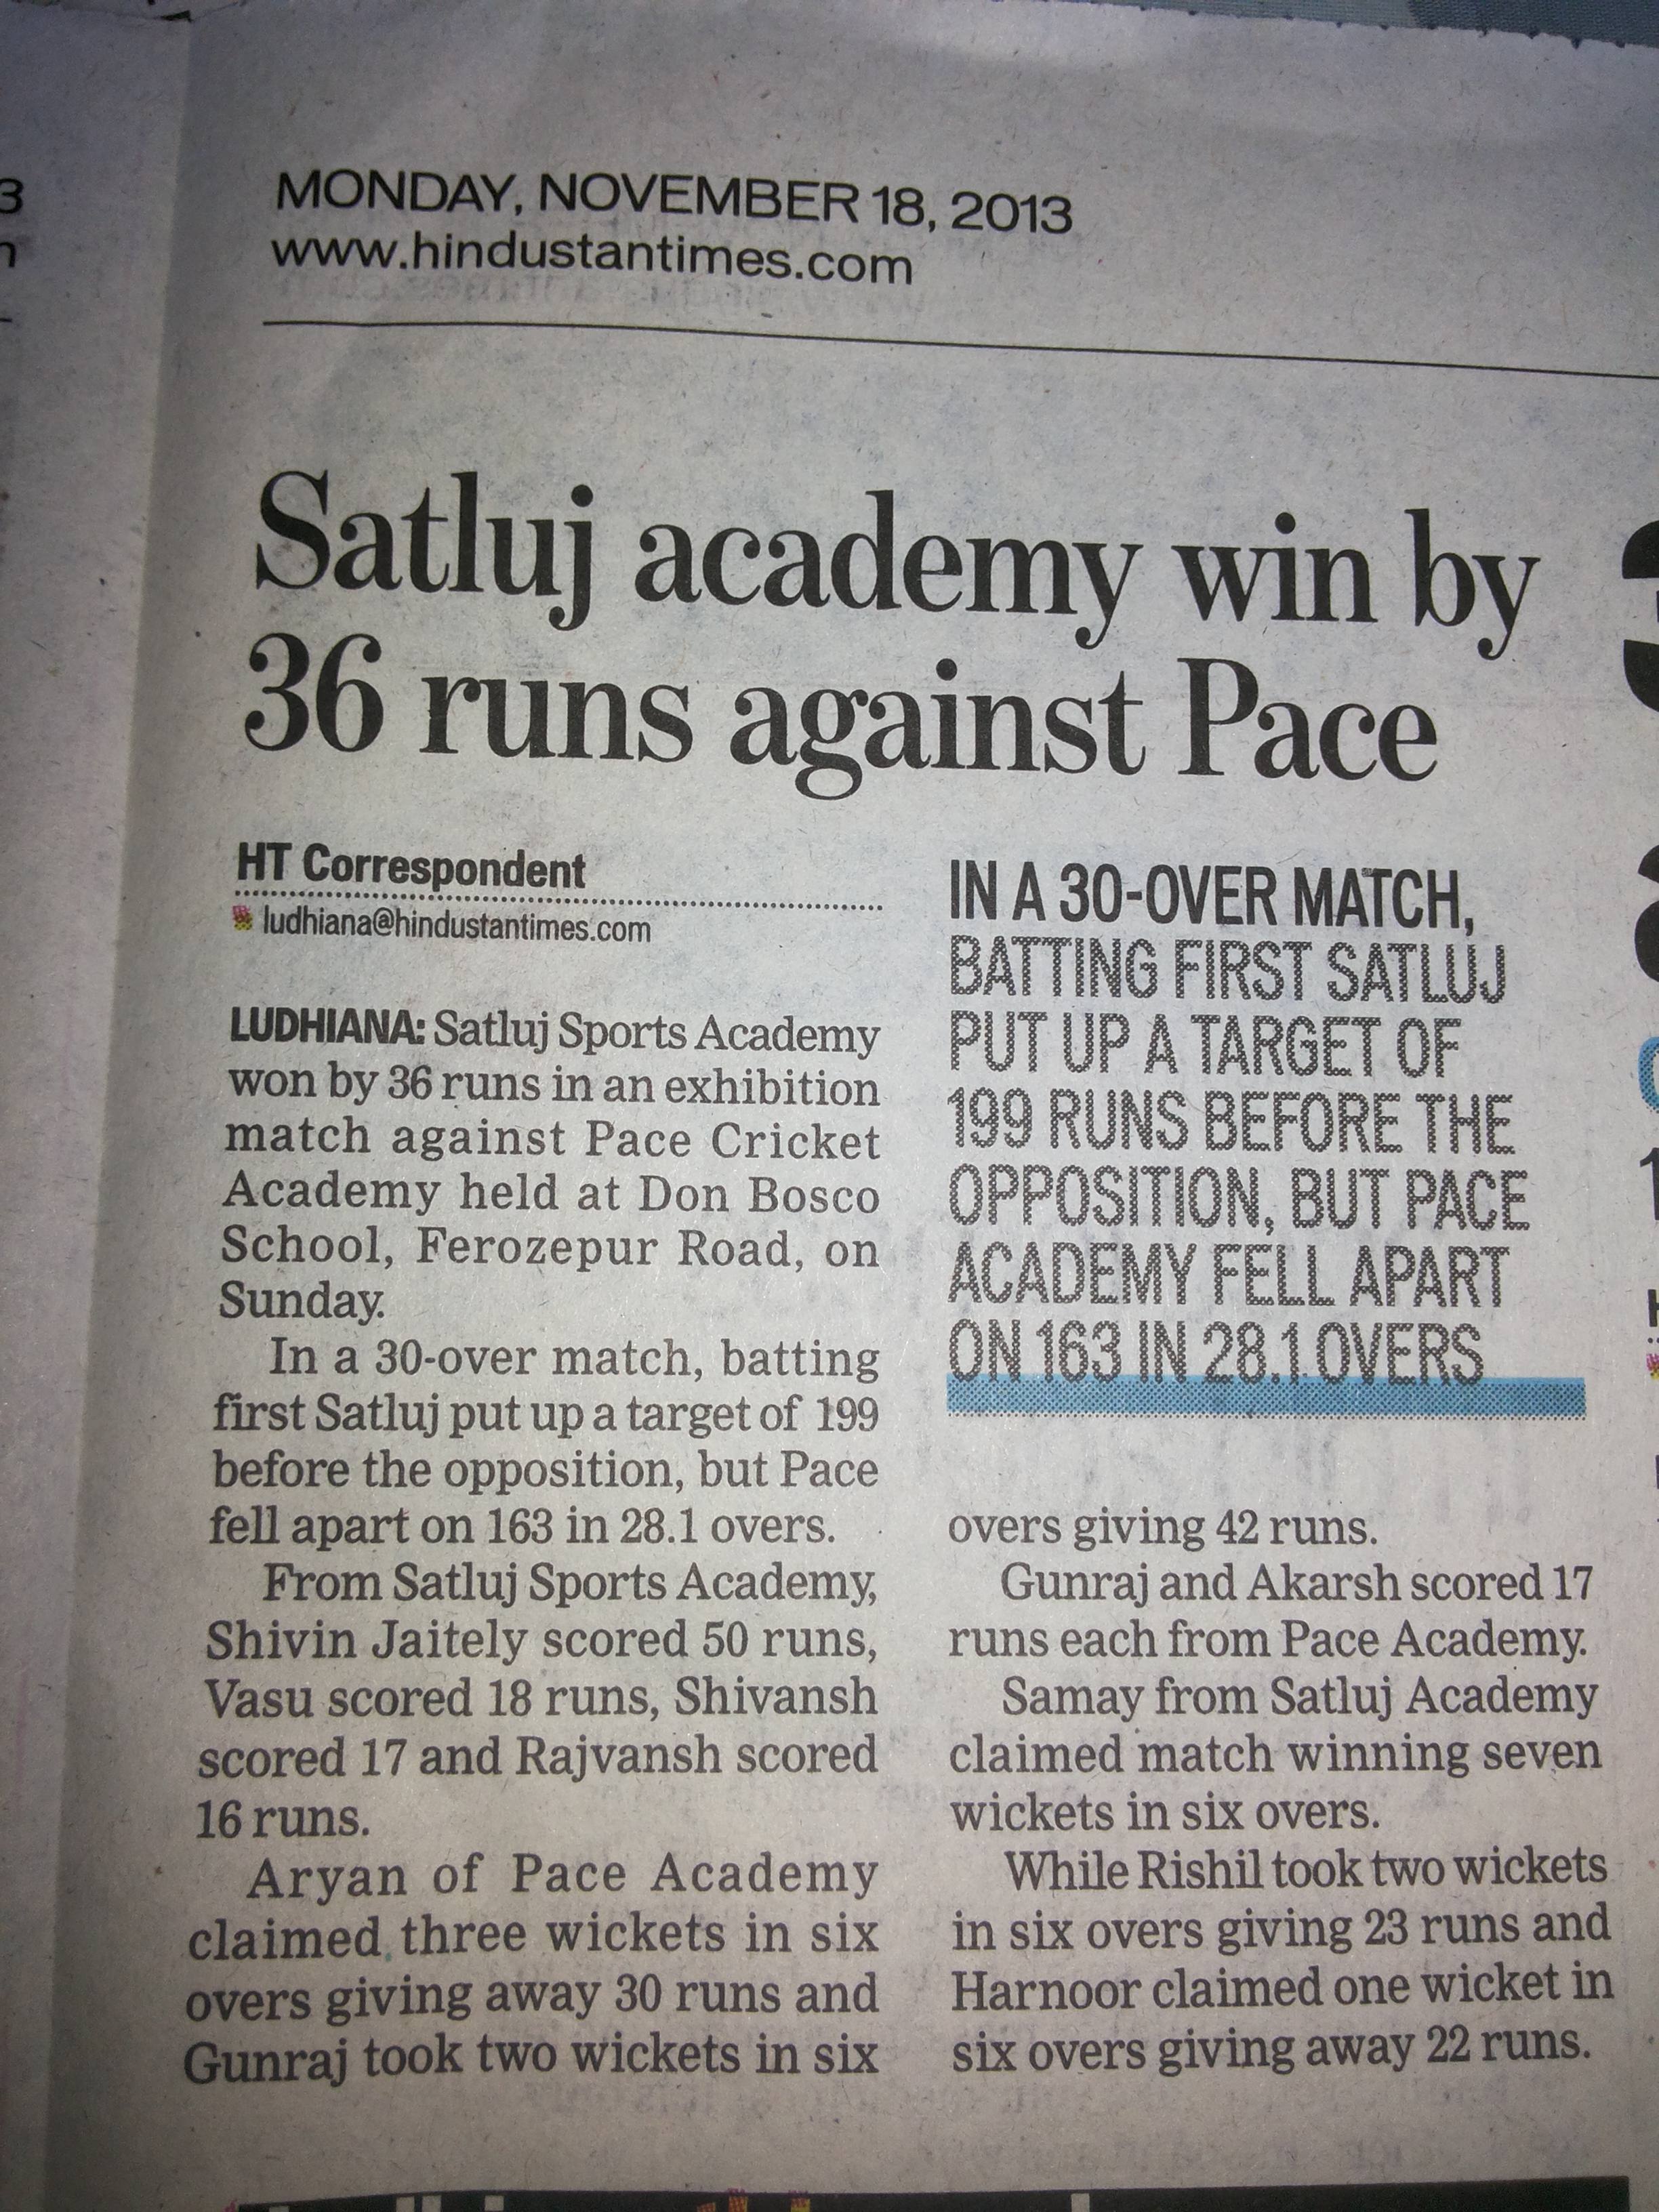 MONDAY, NOVEMBER 18, 2013
www.hindustantimes.com
Satluj academy win by
36 runs against Pace
HT Correspondent
ludhiana@hindustantimes.com
LUDHIANA: Satluj Sports Academy
won by 36 runs in an exhibition
match against Pace Cricket
Academy held at Don Bosco
School, Ferozepur Road, on
Sunday.
In a 30-over match, batting
first Satluj put up a target of 199
before the opposition, but Pace
fell apart on 163 in 28.1 overs.
From Satluj Sports Academy,
Shivin Jaitely scored 50 runs,
Vasu scored 18 runs, Shivansh
scored 17 and Rajvansh scored
16 runs.
Aryan of Pace Academy
claimed three wickets in six
overs giving away 30 runs and
Gunraj took two wickets in six
IN A 30-OVER MATCH,
BATTING FIRST SATLUJ
PUT UP A TARGET OF
199 RUNS BEFORE THE
OPPOSITION, BUT PACE
ACADEMY FELL APART
ON 163 IN 28.1 OVERS
overs giving 42 runs.
Gunraj and Akarsh scored 17
runs each from Pace Academy.
Samay from Satluj Academy
claimed match winning seven
wickets in six overs.
While Rishil took two wickets
in six overs giving 23 runs and
Harnoor claimed one wicket in
six overs giving away 22 runs.